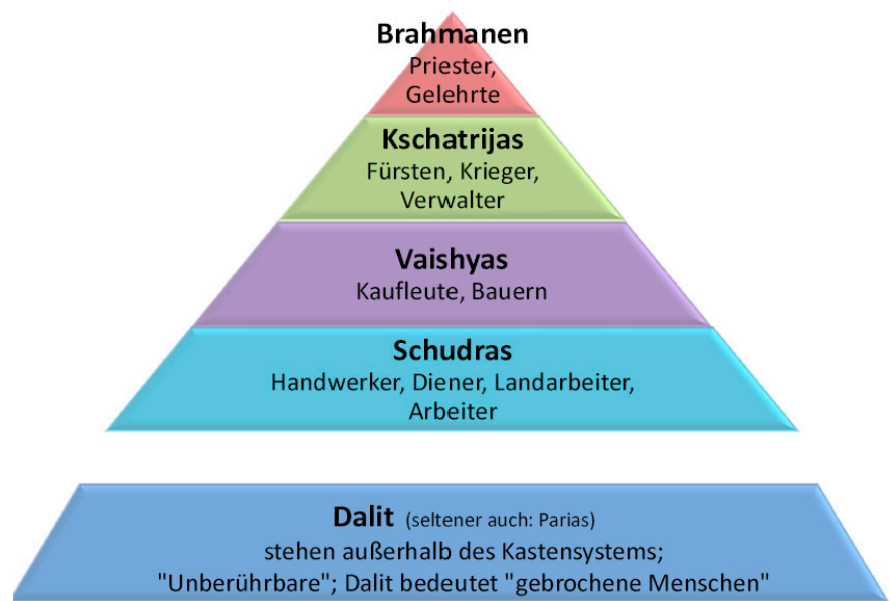 Brahmanen
Priester,
Gelehrte
Kschatrijas
Fürsten, Krieger,
Verwalter
Vaishyas
Kaufleute, Bauern
Schudras
Handwerker, Diener, Landarbeiter,
Arbeiter
Dalit (seltener auch: Parias)
stehen außerhalb des Kastensystems;
"Unberührbare"; Dalit bedeutet "gebrochene Menschen"